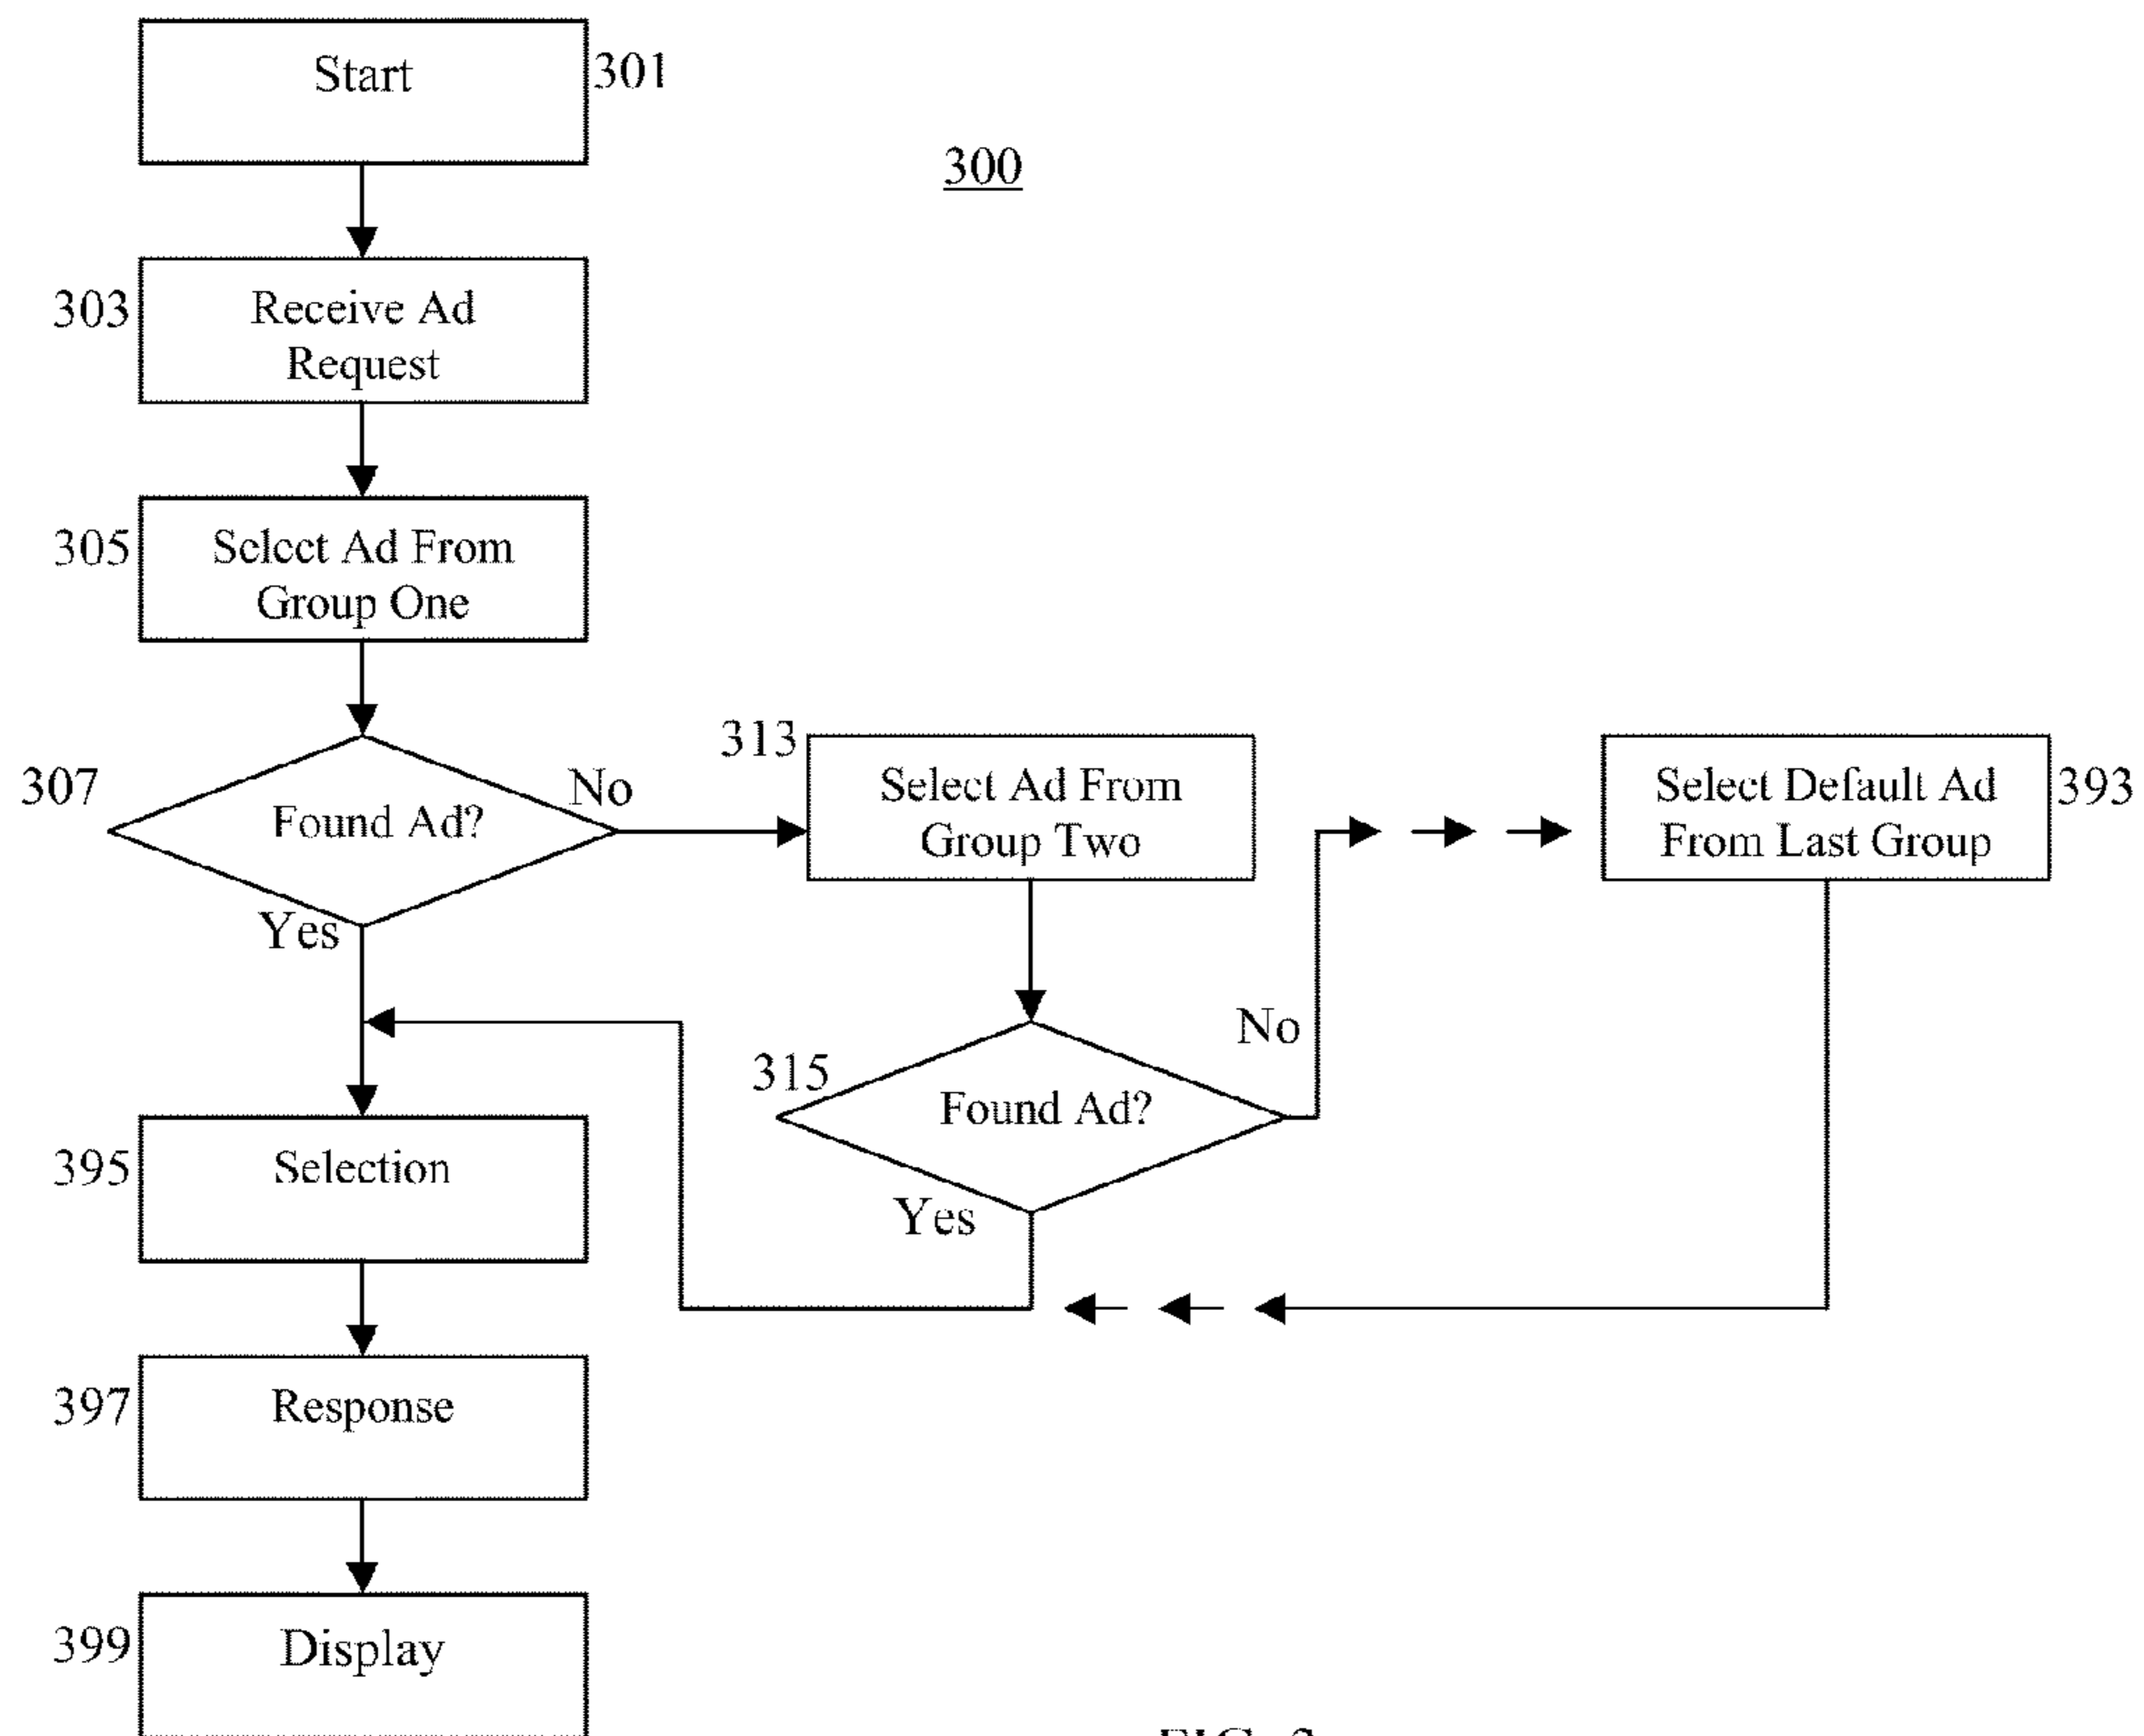 Start
301
300
303
Receive Ad
Request
305
Select Ad From
Group One
307
Found Ad?
No
Yes
313
Select Ad From
Group Two
Select Default Ad
From Last Group
393
315
Found Ad?
No
Yes
395
Selection
397
Response
399
Display